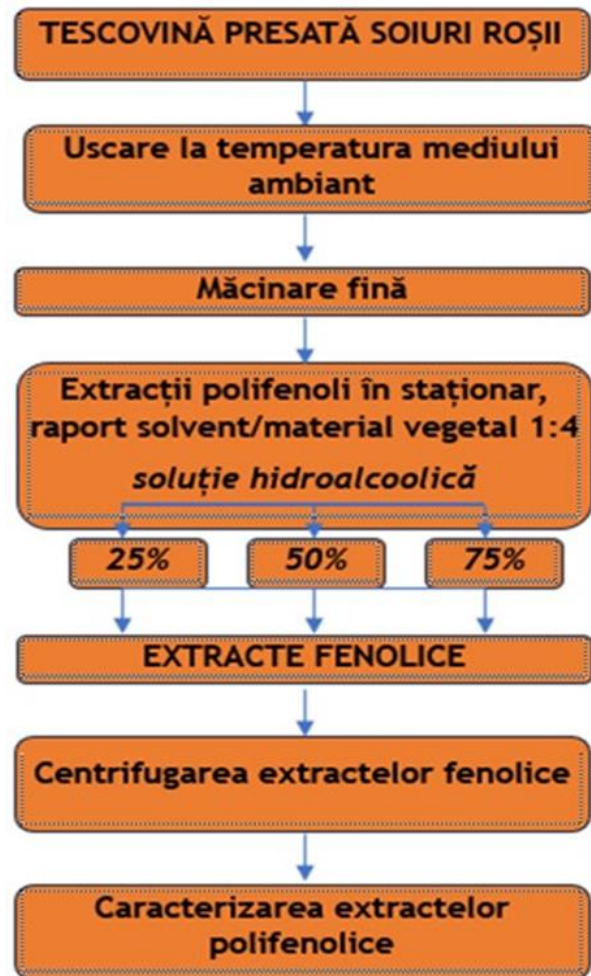 TESCOVINĂ PRESATĂ SOIURI ROȘII
Uscare la temperatura mediului
ambiant
Măcinare fină
Extracții polifenoli în staționar,
raport solvent/material vegetal 1:4
soluție hidroalcoolică
25% 50% 75%
EXTRACTE FENOLICE
Centrifugarea extractelor fenolice
Caracterizarea extractelor
polifenolice